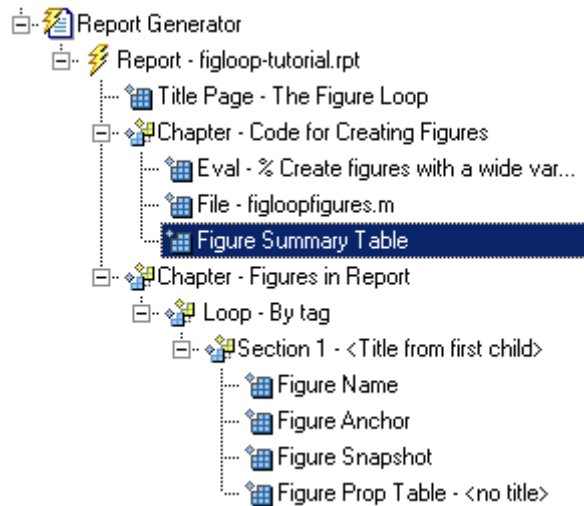 Report Generator
Report - figloop-tutorial.rpt
Title Page - The Figure Loop
Chapter - Code for Creating Figures
Eval - % Create figures with a wide var...
File - figloopfigures.m
Figure Summary Table
Chapter - Figures in Report
Loop - By tag
Section 1 - <Title from first child>
Figure Name
Figure Anchor
Figure Snapshot
Figure Prop Table - <no title>